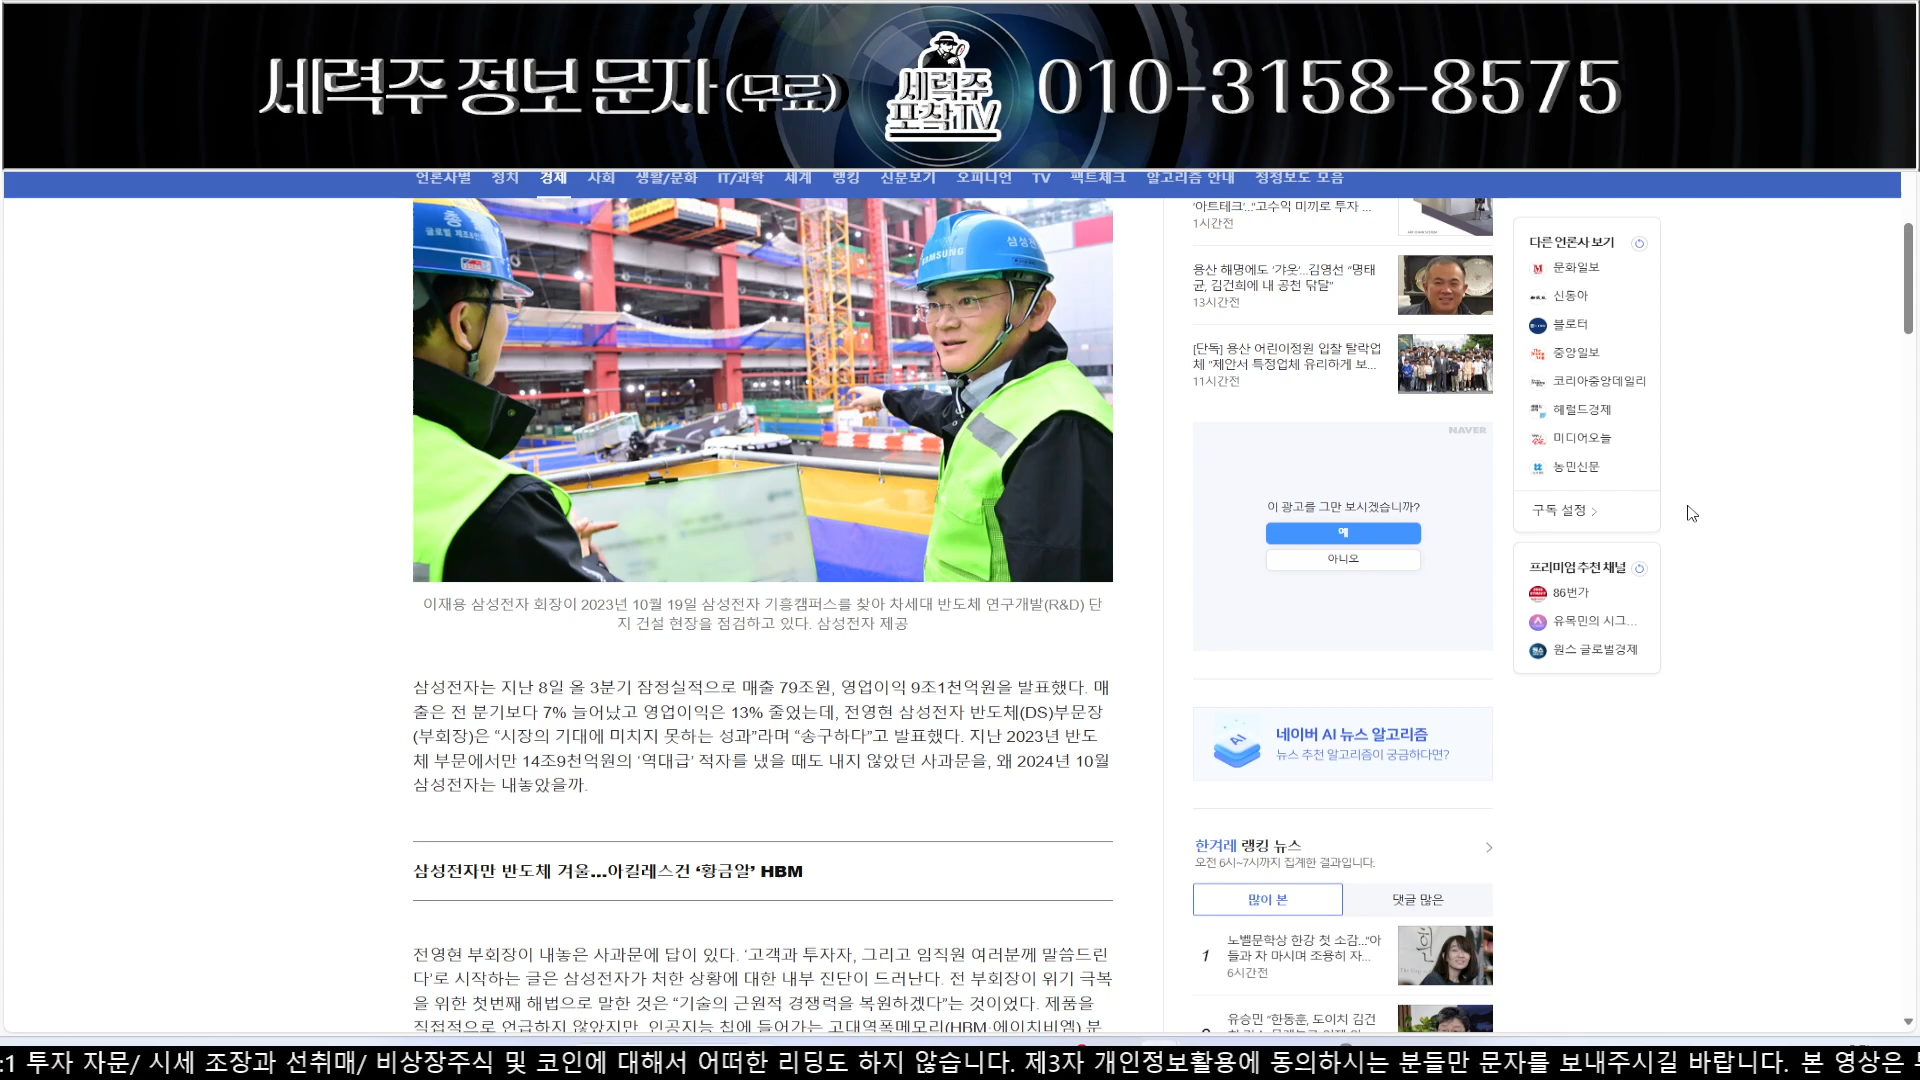 세력주 정보 문자(무료)
세력주
포착TV
010-3158-8575
언론사별 정치 경제 사회 생활/문화 IT/과학 세계 랭킹 신문보기 오피니언 TV 팩트체크 알고리즘 안내 정정보도 모음
SAMSUNG
이재용 삼성전자 회장이 2023년 10월 19일 삼성전자 기흥캠퍼스를 찾아 차세대 반도체 연구개발(R&D) 단
지 건설 현장을 점검하고 있다. 삼성전자 제공
삼성전자는 지난 8일 올 3분기 잠정실적으로 매출 79조원, 영업이익 9조1천억원을 발표했다. 매
출은 전 분기보다 7% 늘어났고 영업이익은 13% 줄었는데, 전영현 삼성전자 반도체(DS)부문장
(부회장)은 “시장의 기대에 미치지 못하는 성과”라며 “송구하다”고 발표했다. 지난 2023년 반도
체 부문에서만 14조9천억원의 ‘역대급’ 적자를 냈을 때도 내지 않았던 사과문을, 왜 2024년 10월
삼성전자는 내놓았을까.
삼성전자만 반도체 겨울…아킬레스건 ‘황금알’ HBM
전영현 부회장이 내놓은 사과문에 답이 있다. ‘고객과 투자자, 그리고 임직원 여러분께 말씀드린
다’로 시작하는 글은 삼성전자가 처한 상황에 대한 내부 진단이 드러난다. 전 부회장이 위기 극복
을 위한 첫번째 해법으로 말한 것은 “기술의 근원적 경쟁력을 복원하겠다”는 것이었다. 제품을
직접적으로 언급하지 않았지만, 인공지능 칩에 들어가는 고대역폭메모리(HBM·에이치비엠) 분
‘아트테크’…“고수익 미끼로 투자 ...
1시간전
용산 해명에도 ‘갸웃’…김영선 “명태
균, 김건희에 내 공천 닦달”
13시간전
[단독] 용산 어린이정원 입찰 탈락업
체 “제안서 특정업체 유리하게 보...
11시간전
NAVER
이 광고를 그만 보시겠습니까?
예
아니오
네이버 AI 뉴스 알고리즘
뉴스 추천 알고리즘이 궁금하다면?
한겨레 랭킹 뉴스
오전 6시~7시까지 집계한 결과입니다.
많이 본 댓글 많은
1 노벨문학상 한강 첫 소감…“아
들과 차 마시며 조용히 자...
6시간전
유승민 “한동훈, 도이치 김건
다른 언론사 보기
문화일보
신동아
블로터
중앙일보
코리아중앙데일리
헤럴드경제
미디어오늘
농민신문
구독 설정
프리미엄 추천 채널
86번가
유목민의 시그...
원스 글로벌경제
:1 투자 자문/ 시세 조장과 선취매/ 비상장주식 및 코인에 대해서 어떠한 리딩도 하지 않습니다. 제3자 개인정보활용에 동의하시는 분들만 문자를 보내주시길 바랍니다. 본 영상은